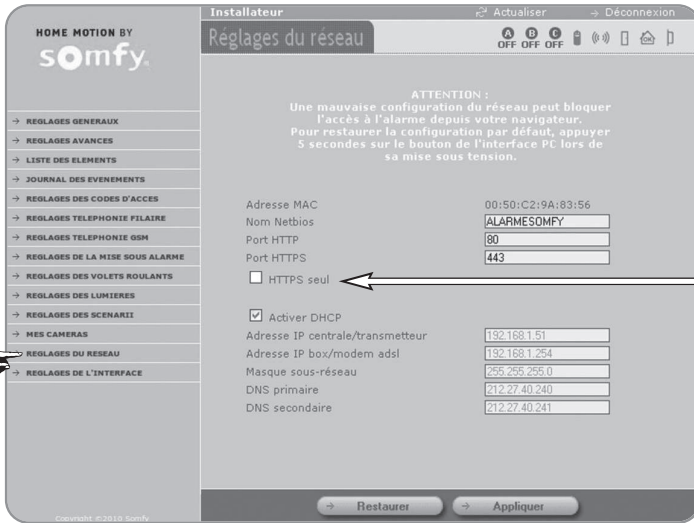 Installateur
Actualiser
→ Déconnexion
HOME MOTION BY
somfy.
Réglages du réseau
A B C
OFF OFF OFF
OK
ATTENTION :
Une mauvaise configuration du réseau peut bloquer
l'accès à l'alarme depuis votre navigateur.
Pour restaurer la configuration par défaut, appuyer
5 secondes sur le bouton de l'interface PC lors de
sa mise sous tension.
→ REGLAGES GENERAUX
→ REGLAGES AVANCES
→ LISTE DES ELEMENTS
→ JOURNAL DES EVENEMENTS
→ REGLAGES DES CODES D'ACCES
→ REGLAGES TELEPHONIE FILAIRE
→ REGLAGES TELEPHONIE GSM
→ REGLAGES DE LA MISE SOUS ALARME
→ REGLAGES DES VOLETS ROULANTS
→ REGLAGES DES LUMIERES
→ REGLAGES DES SCENARII
→ MES CAMERAS
REGLAGES DU RESEAU
→ REGLAGES DE L'INTERFACE
Adresse MAC 00:50:C2:9A:83:56
Nom Netbios ALARMESOMFY
Port HTTP 80
Port HTTPS 443
HTTPS seul
Activer DHCP
Adresse IP centrale/transmetteur 192.168.1.51
Adresse IP box/modem adsl 192.168.1.254
Masque sous-réseau 255.255.255.0
DNS primaire 212.27.40.240
DNS secondaire 212.27.40.241
→ Restaurer
→ Appliquer
Copyright ©2010 Somfy